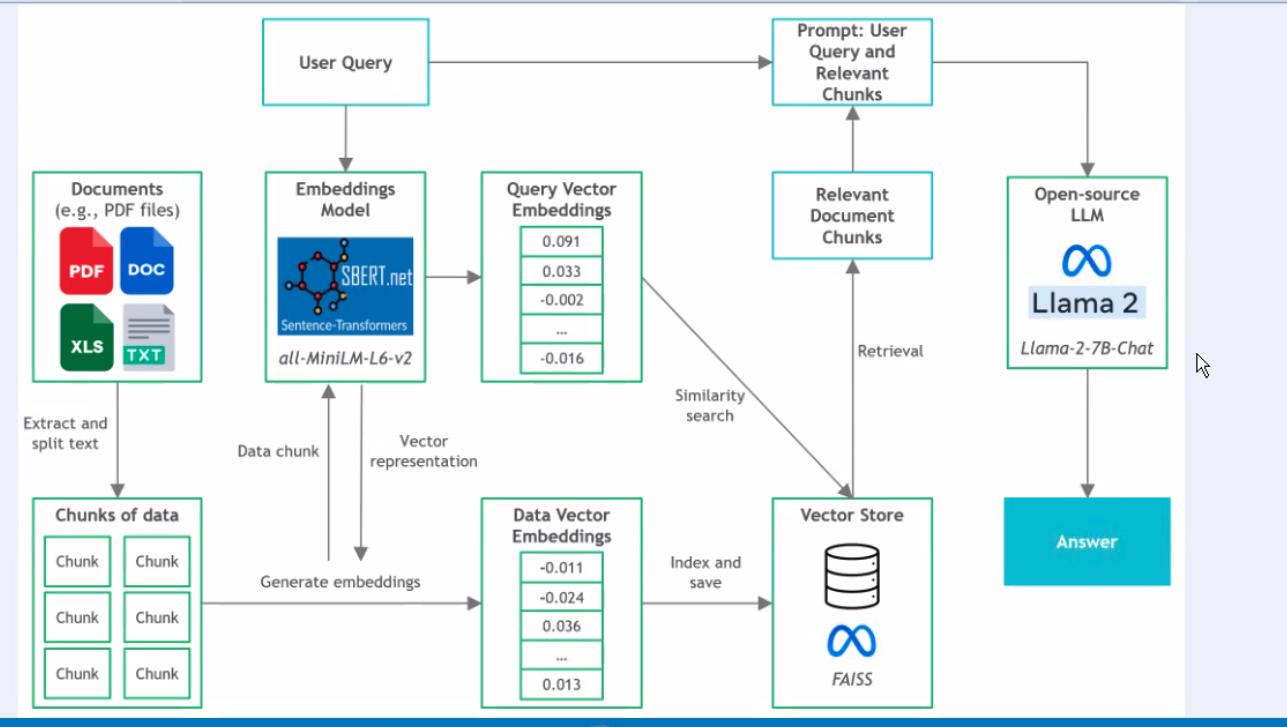 User Query
Prompt: User
Query and
Relevant
Chunks
Documents
(e.g., PDF files)
PDF
DOC
XLS
TXT
Embeddings
Model
SBERT.net
Sentence-Transformers
all-MiniLM-L6-v2
Query Vector
Embeddings
0.091
0.033
-0.002
...
-0.016
Relevant
Document
Chunks
Open-source
LLM
Llama 2
Llama-2-7B-Chat
Extract and
split text
Data chunk
Vector
representation
Similarity
search
Retrieval
Chunks of data
Chunk
Chunk
Chunk
Chunk
Chunk
Chunk
Generate embeddings
Data Vector
Embeddings
-0.011
-0.024
0.036
...
0.013
Index and
save
Vector Store
FAISS
Answer